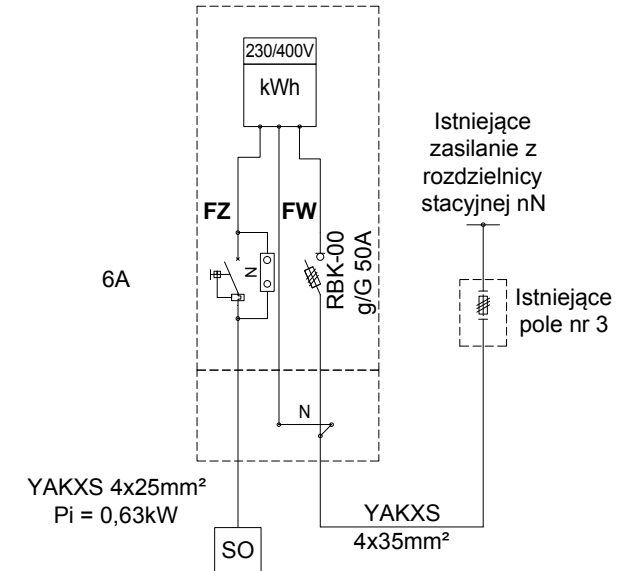 230/400V
kWh
Istniejące
zasilanie z
rozdzielnicy
stacyjnej nN
FZ
FW
N
RBK-00
g/G 50A
6A
Istniejące
pole nr 3
N
YAKXS 4x25mm²
Pi = 0,63kW
YAKXS
4x35mm²
SO